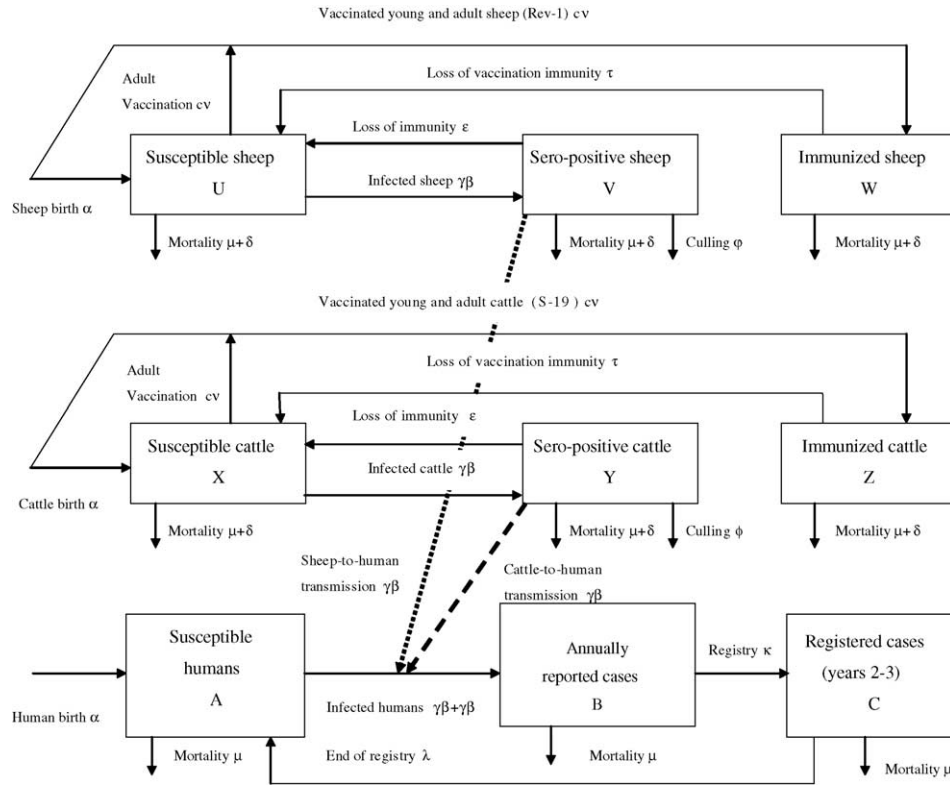 Vaccinated young and adult sheep (Rev-1) cν
Adult
Vaccination cν
Loss of vaccination immunity τ
Loss of immunity ε
Susceptible sheep
U
Sero-positive sheep
V
Immunized sheep
W
Infected sheep γβ
Sheep birth α
Mortality μ+δ
Mortality μ+δ
Culling φ
Mortality μ+δ
Vaccinated young and adult cattle (S-19) cν
Adult
Vaccination cν
Loss of vaccination immunity τ
Loss of immunity ε
Susceptible cattle
X
Sero-positive cattle
Y
Immunized cattle
Z
Infected cattle γβ
Cattle birth α
Mortality μ+δ
Mortality μ+δ
Culling ϕ
Mortality μ+δ
Sheep-to-human
transmission γβ
Cattle-to-human
transmission γβ
Susceptible
humans
A
Annually
reported cases
B
Registry κ
Registered cases
(years 2-3)
C
Human birth α
Infected humans γβ+γβ
Mortality μ
End of registry λ
Mortality μ
Mortality μ